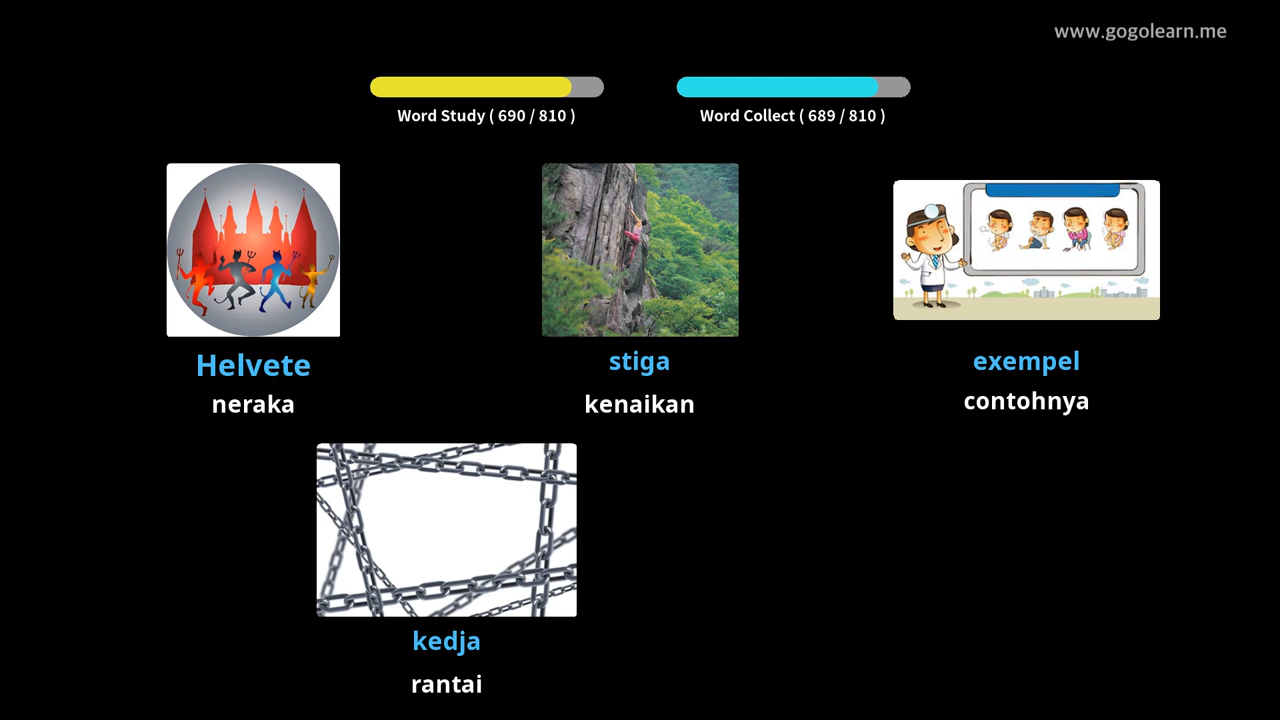 www.gogolearn.me
Word Study ( 690 / 810 )
Word Collect ( 689 / 810 )
Helvete
neraka
stiga
kenaikan
exempel
contohnya
kedja
rantai